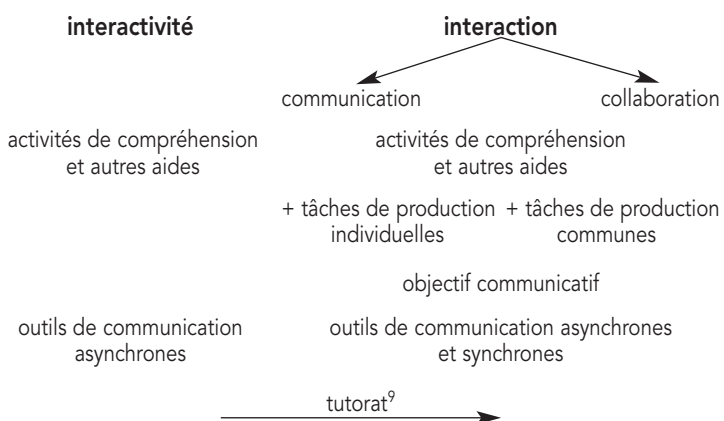 interactivité interaction
communication collaboration
activités de compréhension activités de compréhension
et autres aides et autres aides
+ tâches de production + tâches de production
individuelles communes
objectif communicatif
outils de communication outils de communication asynchrones
asynchrones et synchrones
tutorat⁹